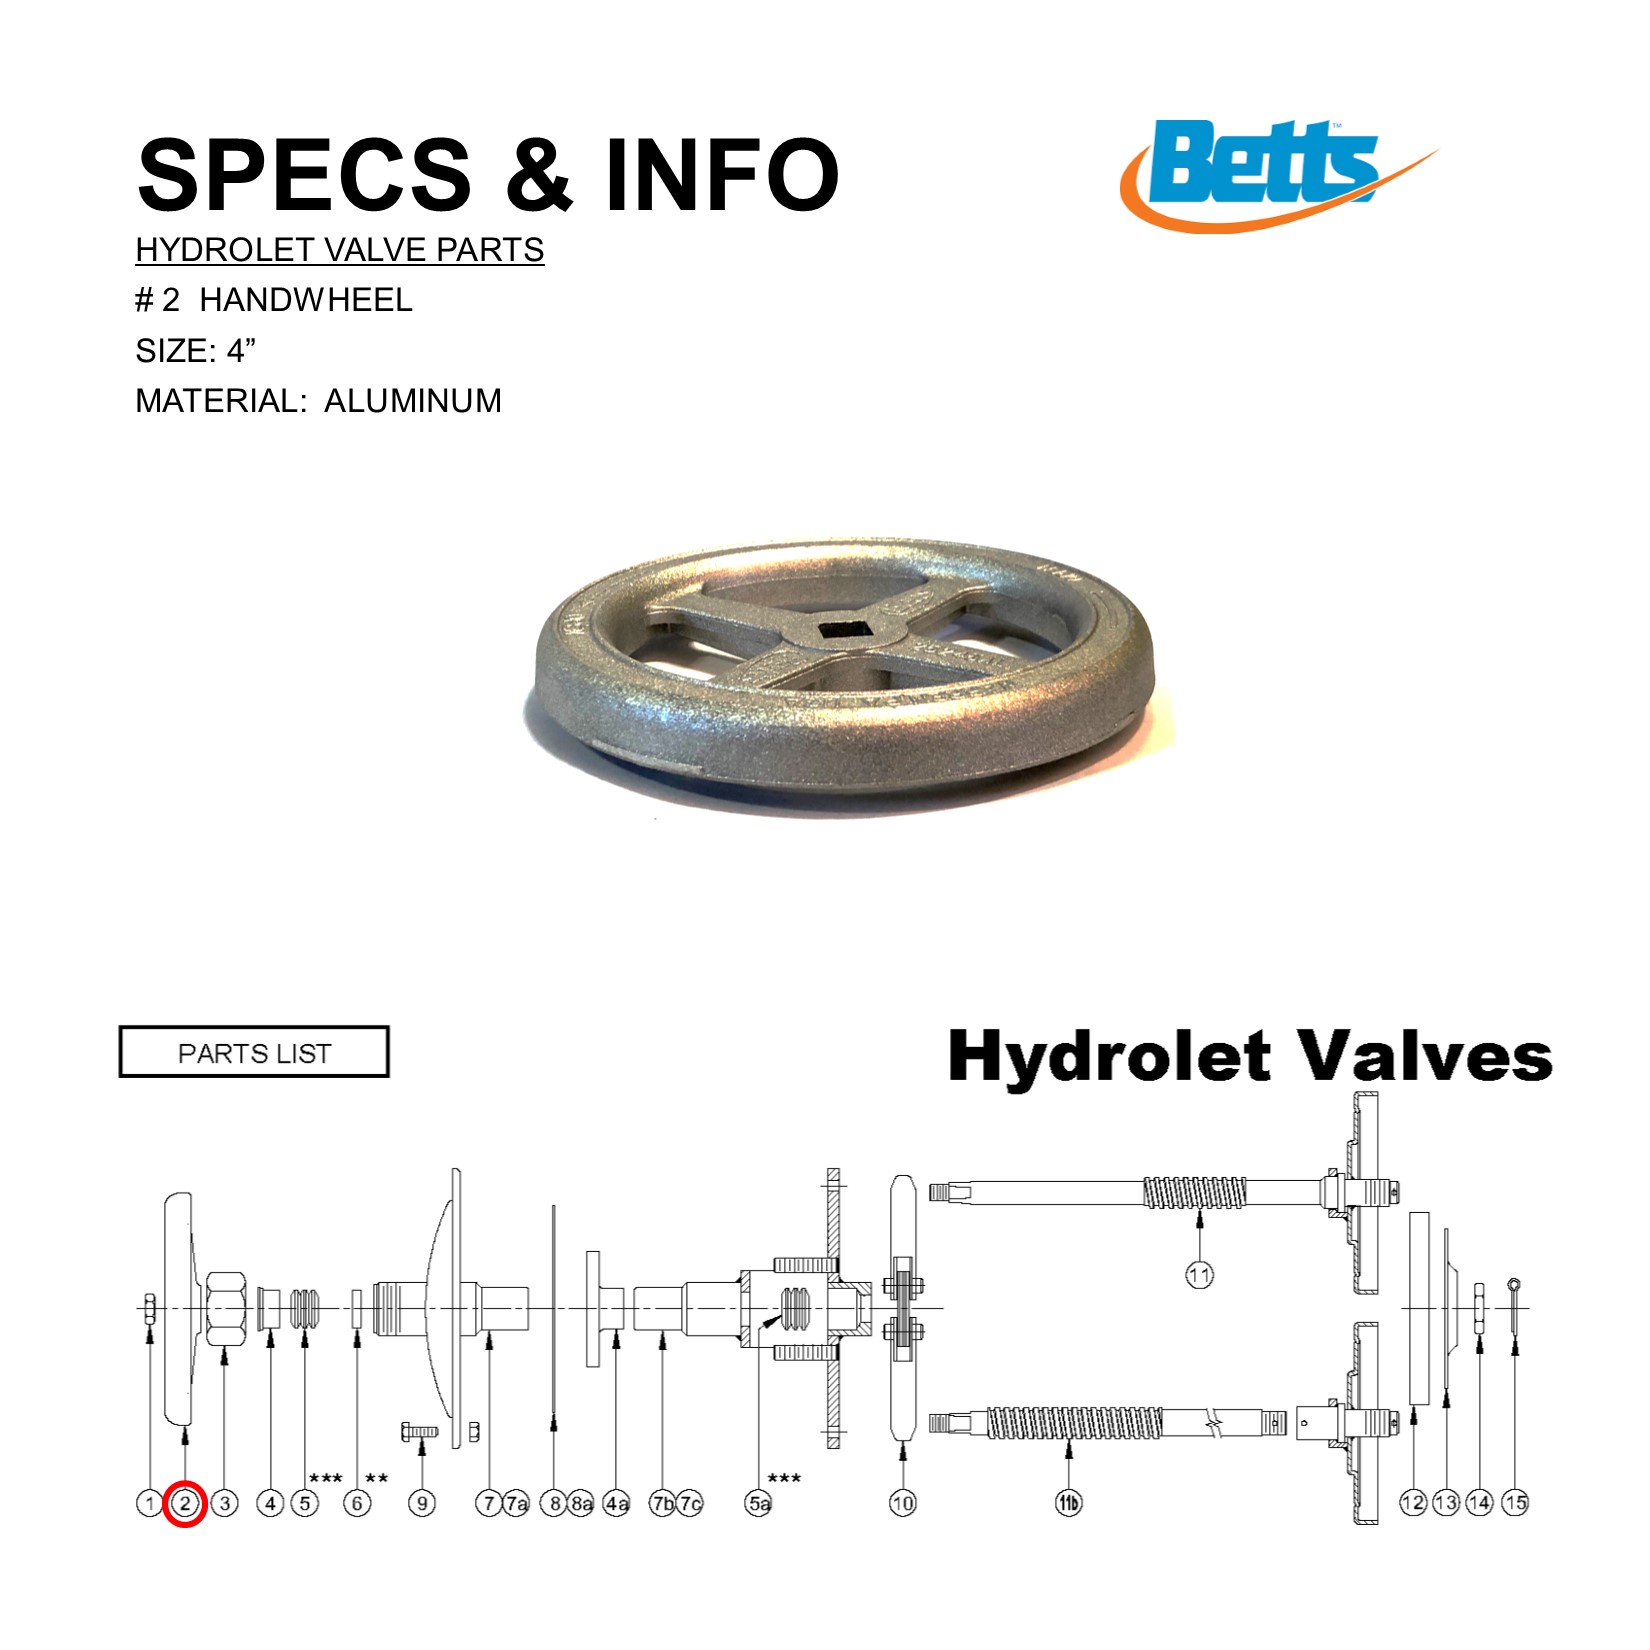 SPECS & INFO
Betts™
HYDROLET VALVE PARTS
# 2 HANDWHEEL
SIZE: 4”
MATERIAL: ALUMINUM
PARTS LIST
Hydrolet Valves
11
*** ** ***
1 2 3 4 5 6 9 7 7a 8 8a 4a 7b 7c 5a 10 11b 12 13 14 15